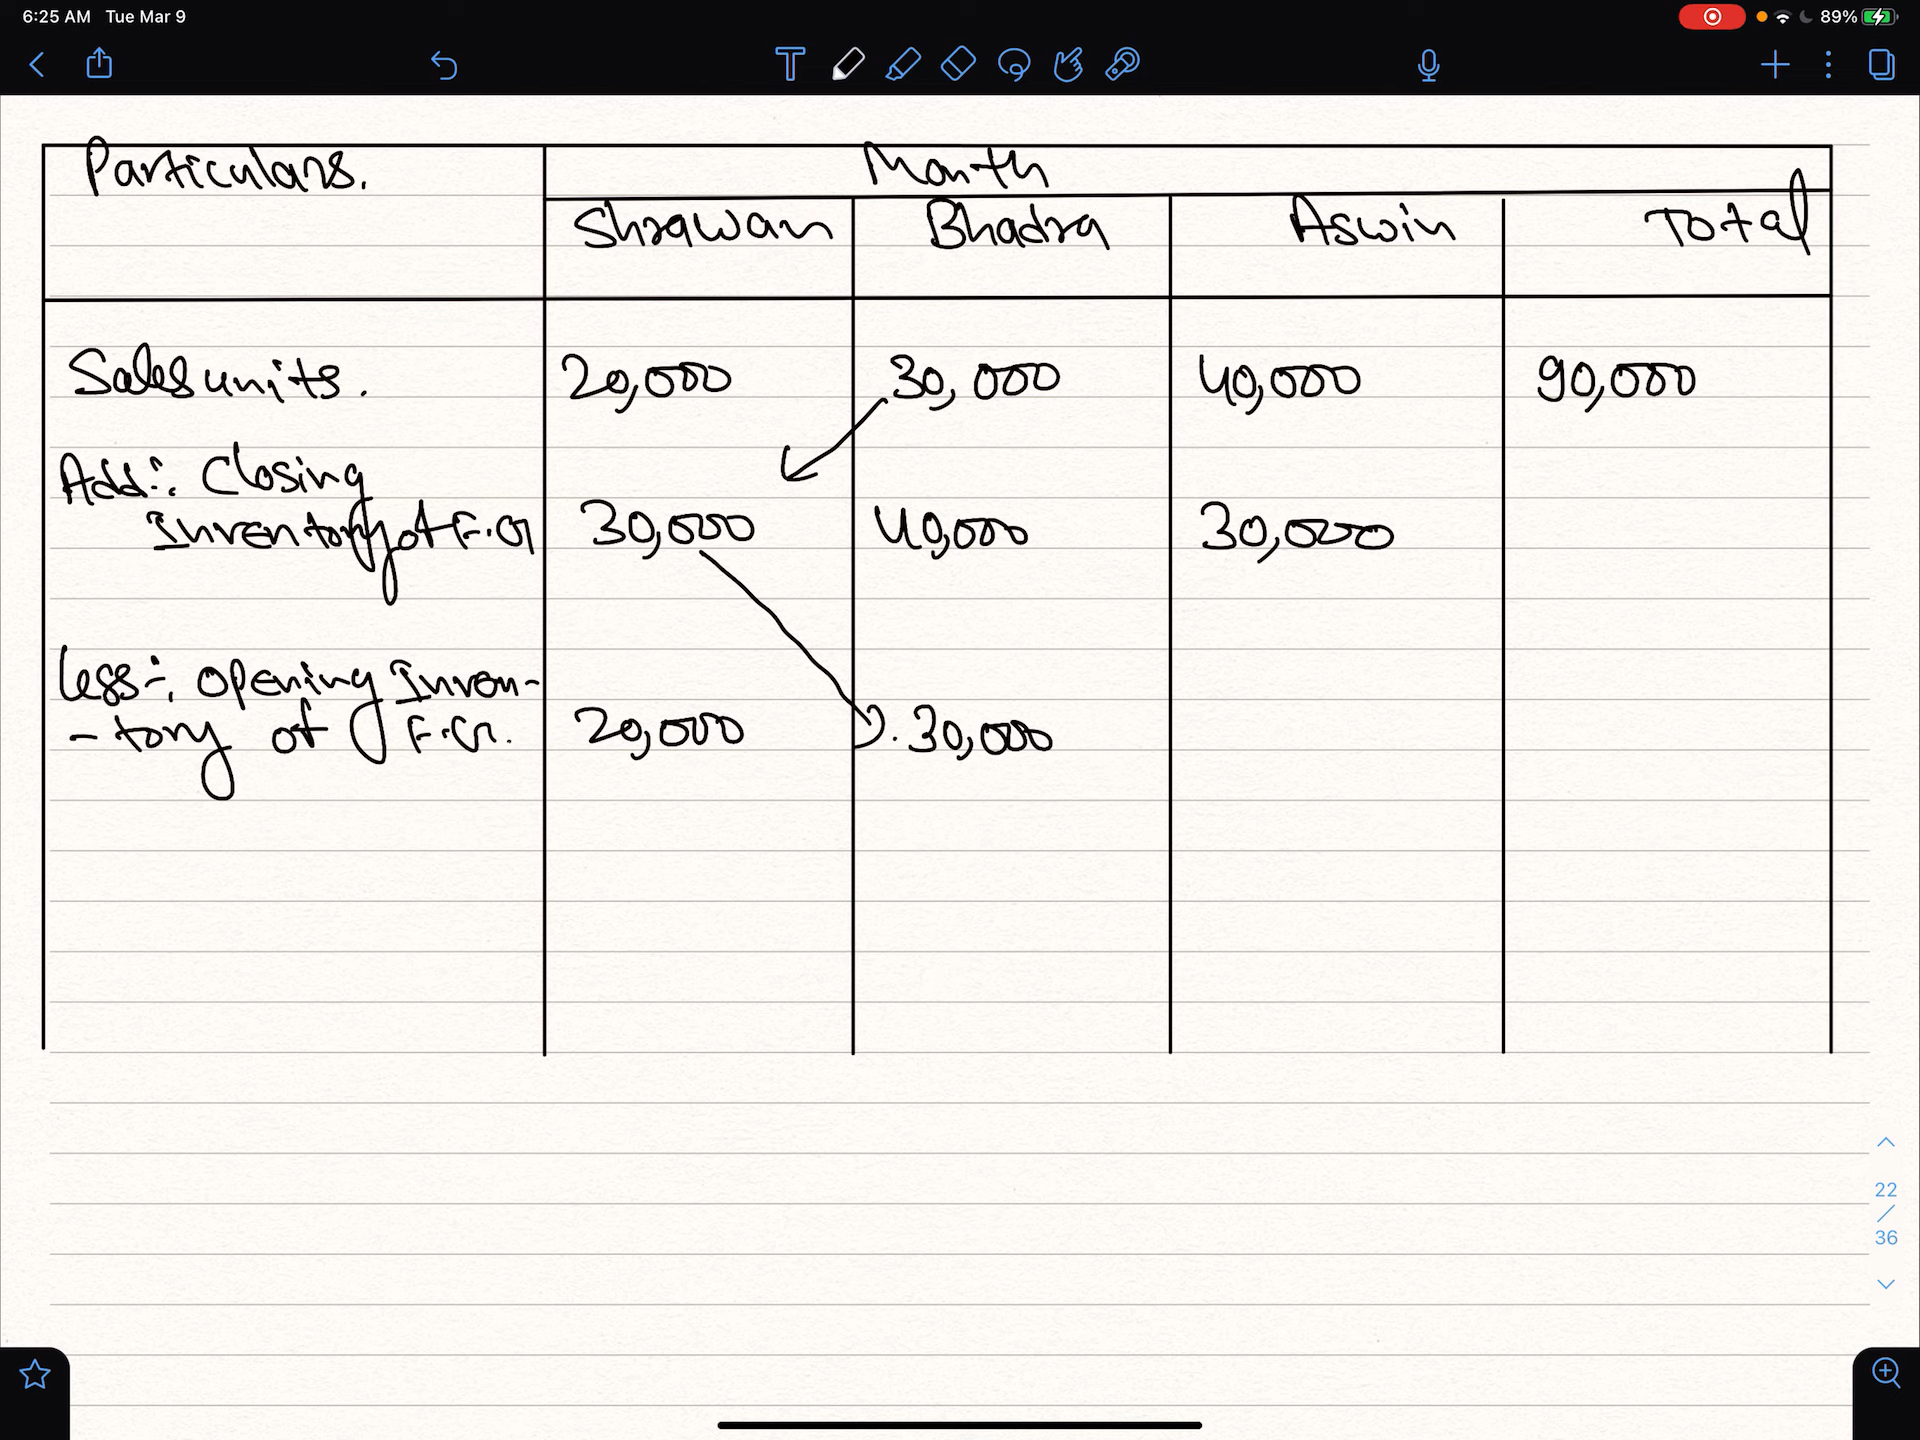 6:25 AM Tue Mar 9
89%
Particulars.
Month
Shrawan Bhadra Aswin Total
Sales units. 20,000 30,000 40,000 90,000
Add:- Closing
Inventory of F.G 30,000 40,000 30,000
Less:- Opening Inven-
-tory of F.G. 20,000 30,000
22
/
36